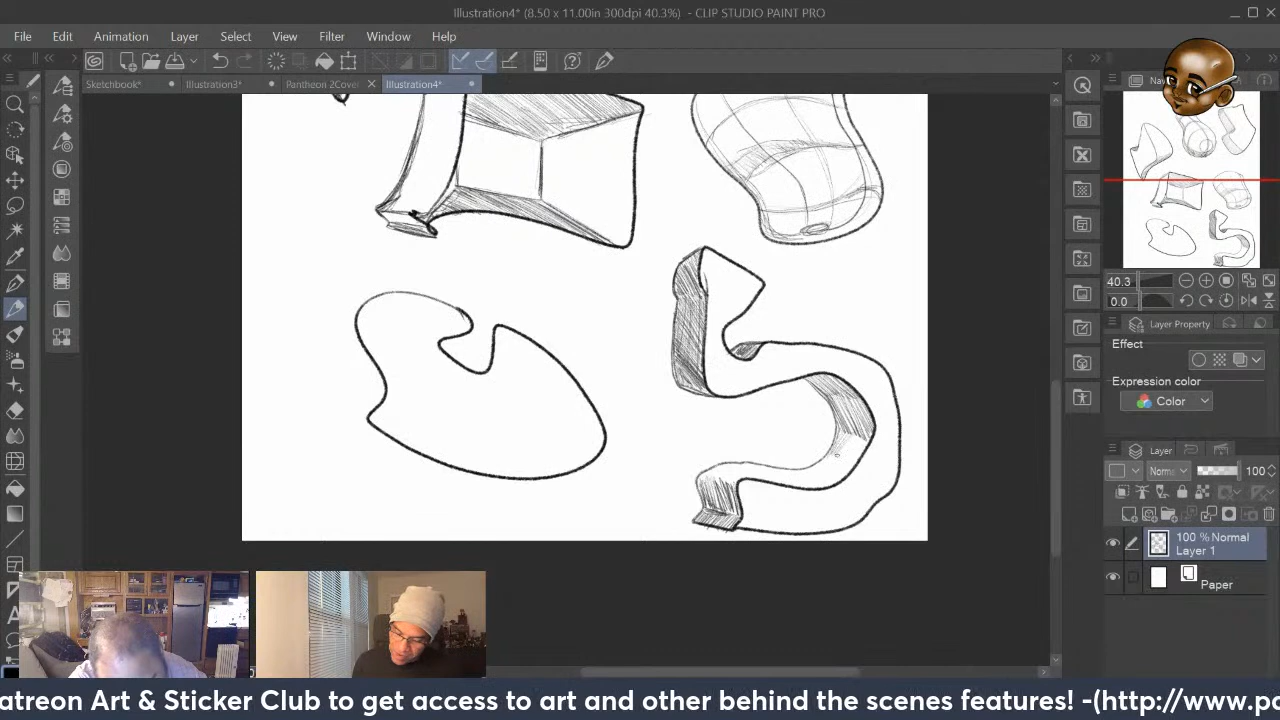 Illustration4* (8.50 x 11.00in 300dpi 40.3%) - CLIP STUDIO PAINT PRO
File Edit Animation Layer Select View Filter Window Help
Sketchbook* Illustration3* Pantheon 2Cover Illustration4*
40.3
0.0
Layer Property
Effect
Expression color
Color
Layer
Norm 100
100 % Normal
Layer 1
Paper
atreon Art & Sticker Club to get access to art and other behind the scenes features! -(http://www.pa